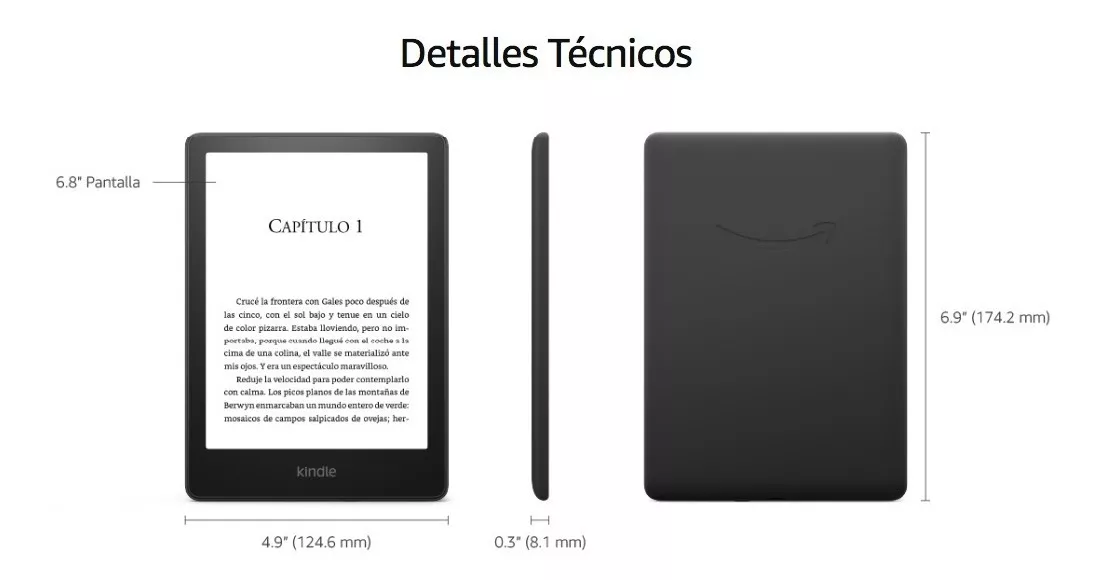 Detalles Técnicos
6.8" Pantalla
CAPÍTULO 1
Crucé la frontera con Gales poco después de
las cinco, con el sol bajo y tenue en un cielo
de color pizarra. Estaba lloviendo, pero no im-
portaba, porque cuando llegué con el coche a la
cima de una colina, el valle se materializó ante
mis ojos. Y era un espectáculo maravilloso.
Reduje la velocidad para poder contemplarlo
con calma. Los picos planos de las montañas de
Berwyn enmarcaban un mundo entero de verde:
mosaicos de campos salpicados de ovejas; her-
kindle
6.9" (174.2 mm)
4.9" (124.6 mm)
0.3" (8.1 mm)